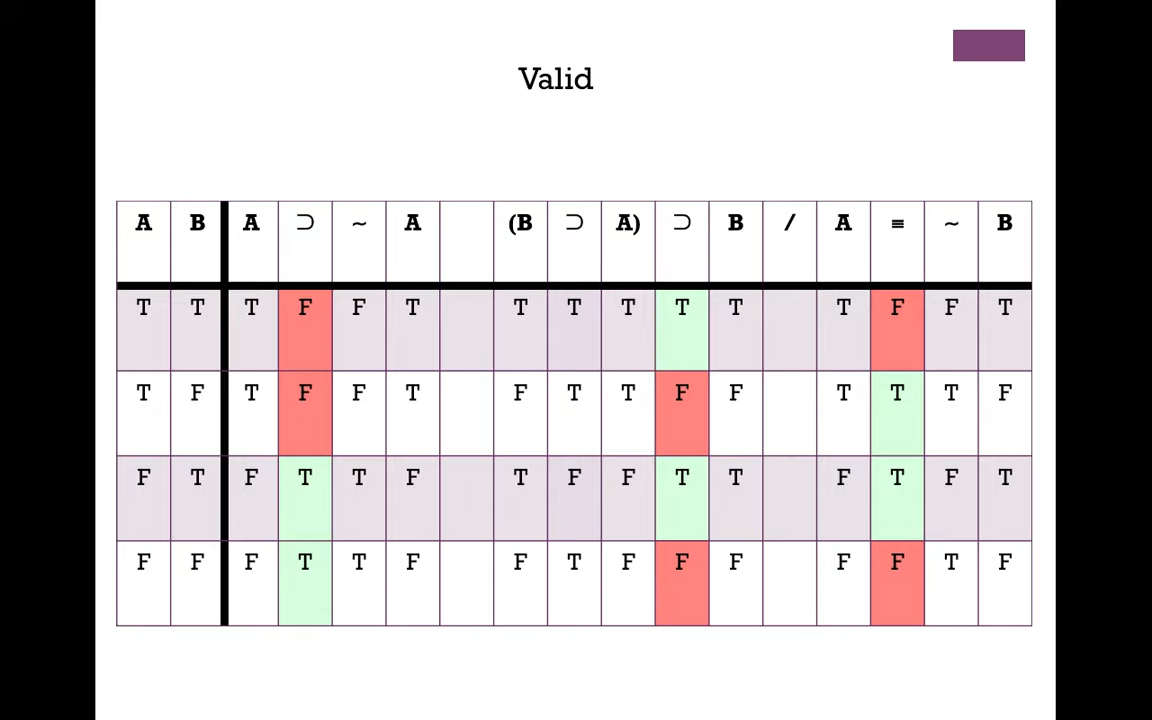 Valid
A B A ⊃ ~ A (B ⊃ A) ⊃ B / A ≡ ~ B
T T T F F T T T T T T T F F T
T F T F F T F T T F F T T T F
F T F T T F T F F T T F T F T
F F F T T F F T F F F F F T F